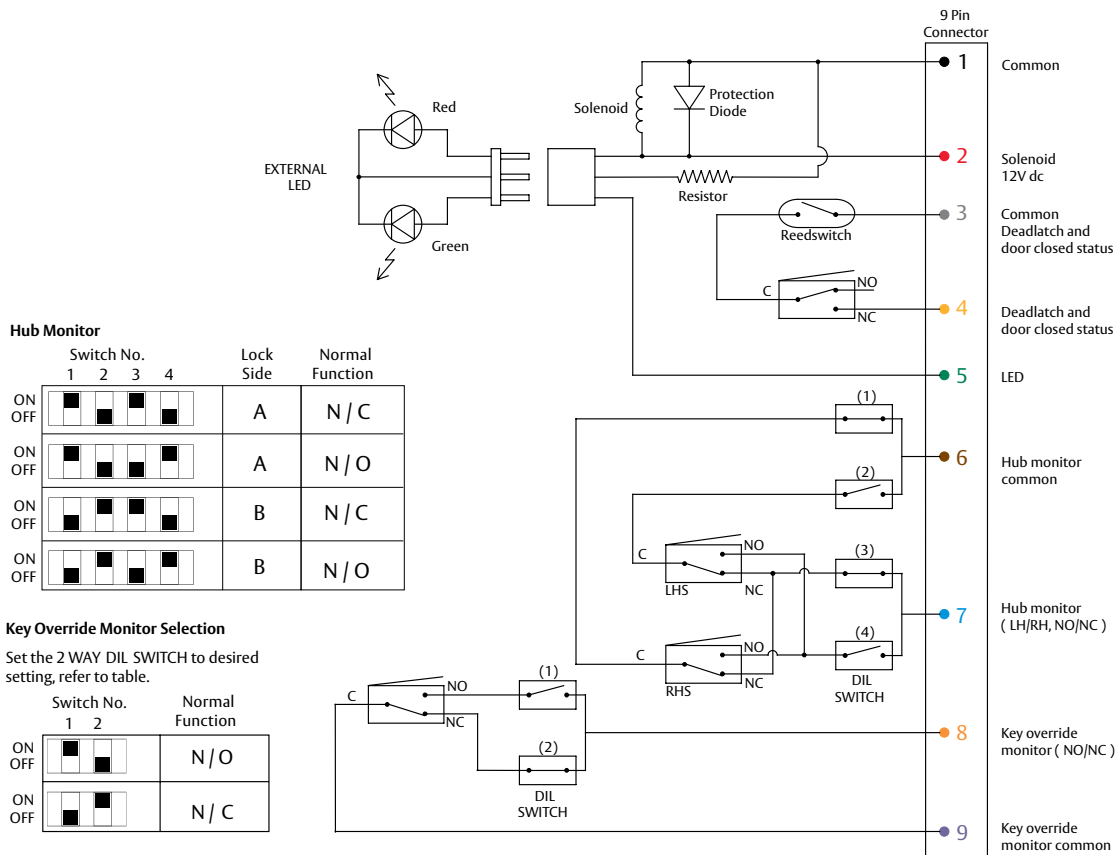 9 Pin
Connector
1
Common
Solenoid
Protection
Diode
Red
2
Solenoid
12V dc
EXTERNAL
LED
Resistor
Green
3
Common
Deadlatch and
door closed status
Reedswitch
C
NO
NC
4
Deadlatch and
door closed status
5
LED
Hub Monitor
Switch No.
1 2 3 4
Lock
Side
Normal
Function
ON
OFF
A
N / C
ON
OFF
A
N / O
ON
OFF
B
N / C
ON
OFF
B
N / O
(1)
6
Hub monitor
common
(2)
C
NO
NC
LHS
(3)
7
Hub monitor
( LH/RH, NO/NC )
C
NO
NC
RHS
(4)
DIL
SWITCH
Key Override Monitor Selection
Set the 2 WAY DIL SWITCH to desired
setting, refer to table.
Switch No.
1 2
Normal
Function
ON
OFF
N / O
ON
OFF
N / C
C
NO
NC
(1)
(2)
DIL
SWITCH
8
Key override
monitor ( NO/NC )
9
Key override
monitor common